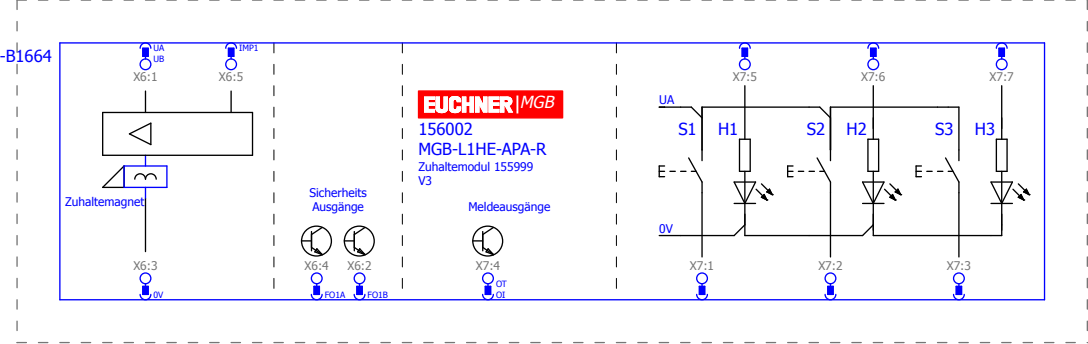 -B1664
UA
UB
X6:1
IMP1
X6:5
Zuhaltemagnet
X6:3
0V
Sicherheits
Ausgänge
X6:4
X6:2
FO1A
FO1B
EUCHNER MGB
156002
MGB-L1HE-APA-R
Zuhaltemodul 155999
V3
Meldeausgänge
X7:4
OT
OI
X7:5
X7:6
X7:7
UA
S1
H1
S2
H2
S3
H3
E
E
E
0V
X7:1
X7:2
X7:3